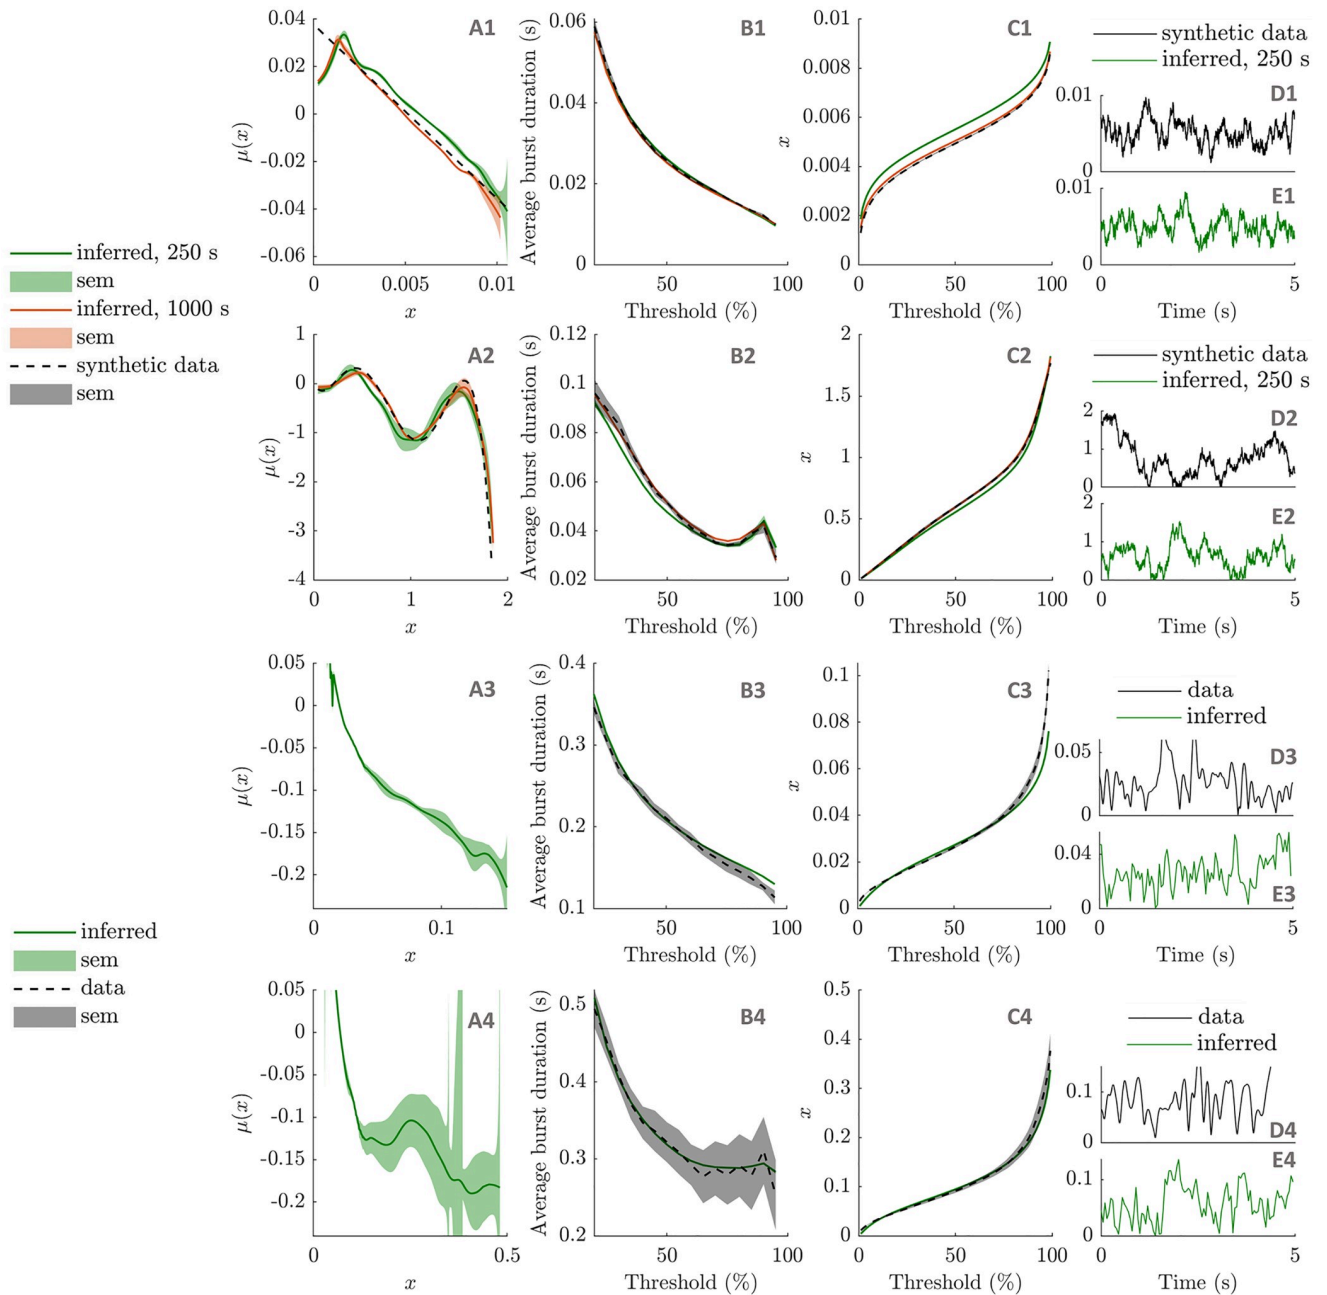 A1
0.04
0.02
0
-0.02
-0.04
-0.06
μ(x)
0
0.005
0.01
x
B1
0.06
0.04
0.02
0
Average burst duration (s)
50
100
Threshold (%)
C1
0.01
0.008
0.006
0.004
0.002
0
x
0
50
100
Threshold (%)
synthetic data
inferred, 250 s
D1
0.01
0
E1
0.01
0
0
5
Time (s)
inferred, 250 s
sem
inferred, 1000 s
sem
synthetic data
sem
A2
1
0
-1
-2
-3
-4
μ(x)
0
1
2
x
B2
0.12
0.1
0.08
0.06
0.04
0.02
Average burst duration (s)
50
100
Threshold (%)
C2
2
1.5
1
0.5
0
x
0
50
100
Threshold (%)
synthetic data
inferred, 250 s
D2
2
1
0
E2
2
1
0
0
5
Time (s)
A3
0.05
0
-0.05
-0.1
-0.15
-0.2
μ(x)
0
0.1
x
B3
0.4
0.3
0.2
0.1
Average burst duration (s)
50
100
Threshold (%)
C3
0.1
0.08
0.06
0.04
0.02
0
x
0
50
100
Threshold (%)
data
inferred
D3
0.05
0
E3
0.04
0
0
5
Time (s)
inferred
sem
data
sem
A4
0.05
0
-0.05
-0.1
-0.15
-0.2
μ(x)
0
0.5
x
B4
0.5
0.4
0.3
0.2
Average burst duration (s)
50
100
Threshold (%)
C4
0.5
0.4
0.3
0.2
0.1
0
x
0
50
100
Threshold (%)
data
inferred
D4
0.1
0
E4
0.1
0
0
5
Time (s)